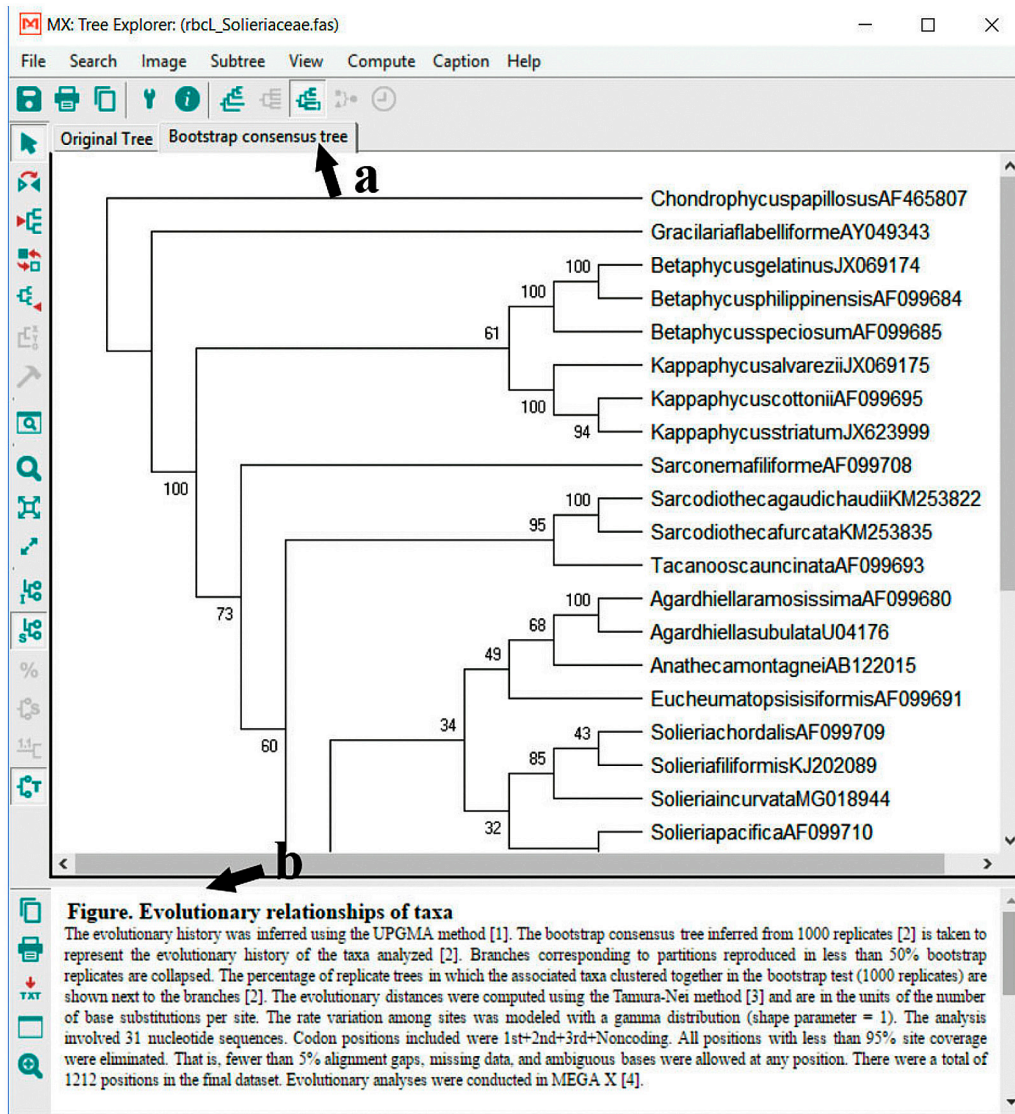 MX: Tree Explorer: (rbcL_Solieriaceae.fas)
File Search Image Subtree View Compute Caption Help
Original Tree Bootstrap consensus tree
a
ChondrophycuspapillosusAF465807
GracilariaflabelliformeAY049343
100 BetaphycusgelatinusJX069174
100 BetaphycusphilippinensisAF099684
61 BetaphycusspeciosumAF099685
KappaphycusalvareziiJX069175
100 KappaphycuscottoniiAF099695
94 KappaphycusstriatumJX623999
SarconemafiliformeAF099708
100
100 SarcodiothecagaudichaudiiKM253822
95 SarcodiothecafurcataKM253835
TacanooscauncinataAF099693
100 AgardhiellaramosissimaAF099680
73
68 AgardhiellasubulataU04176
49 AnathecamontagneiAB122015
EucheumatopsisisiformisAF099691
34
43 SolieriachordalisAF099709
60
85 SolieriafiliformisKJ202089
SolieriaincurvataMG018944
32 SolieriapacificaAF099710
b
Figure. Evolutionary relationships of taxa
The evolutionary history was inferred using the UPGMA method [1]. The bootstrap consensus tree inferred from 1000 replicates [2] is taken to
represent the evolutionary history of the taxa analyzed [2]. Branches corresponding to partitions reproduced in less than 50% bootstrap
replicates are collapsed. The percentage of replicate trees in which the associated taxa clustered together in the bootstrap test (1000 replicates) are
shown next to the branches [2]. The evolutionary distances were computed using the Tamura-Nei method [3] and are in the units of the number
of base substitutions per site. The rate variation among sites was modeled with a gamma distribution (shape parameter = 1). The analysis
involved 31 nucleotide sequences. Codon positions included were 1st+2nd+3rd+Noncoding. All positions with less than 95% site coverage
were eliminated. That is, fewer than 5% alignment gaps, missing data, and ambiguous bases were allowed at any position. There were a total of
1212 positions in the final dataset. Evolutionary analyses were conducted in MEGA X [4].
TXT